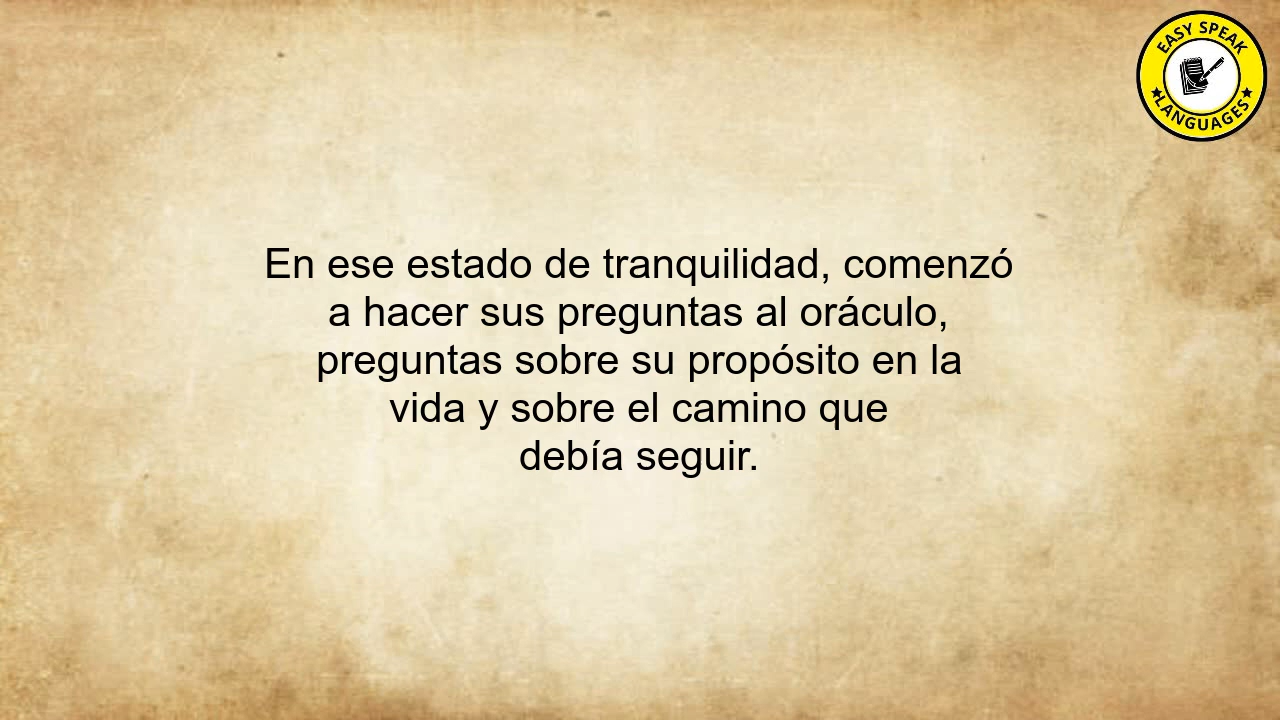 EASY SPEAK
LANGUAGES
En ese estado de tranquilidad, comenzó
a hacer sus preguntas al oráculo,
preguntas sobre su propósito en la
vida y sobre el camino que
debía seguir.